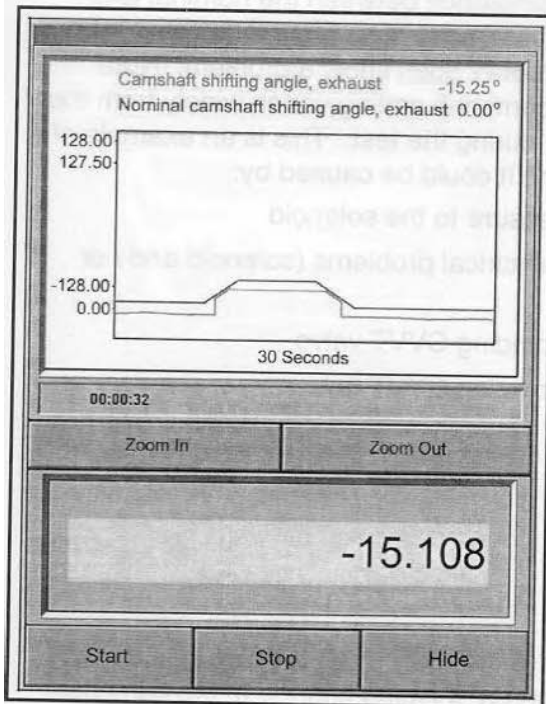 Camshaft shifting angle, exhaust -15.25°
Nominal camshaft shifting angle, exhaust 0.00°
128.00
127.50
-128.00
0.00
30 Seconds
00:00:32
Zoom In Zoom Out
-15.108
Start Stop Hide